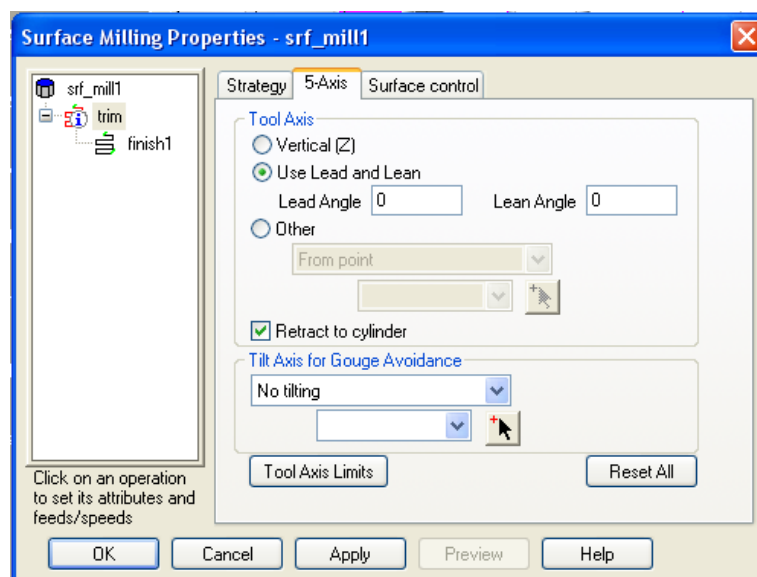 Surface Milling Properties - srf_mill1
srf_mill1
trim
finish1
Click on an operation
to set its attributes and
feeds/speeds
Strategy 5-Axis Surface control
Tool Axis
Vertical (Z)
Use Lead and Lean
Lead Angle 0 Lean Angle 0
Other
From point
Retract to cylinder
Tilt Axis for Gouge Avoidance
No tilting
Tool Axis Limits Reset All
OK Cancel Apply Preview Help